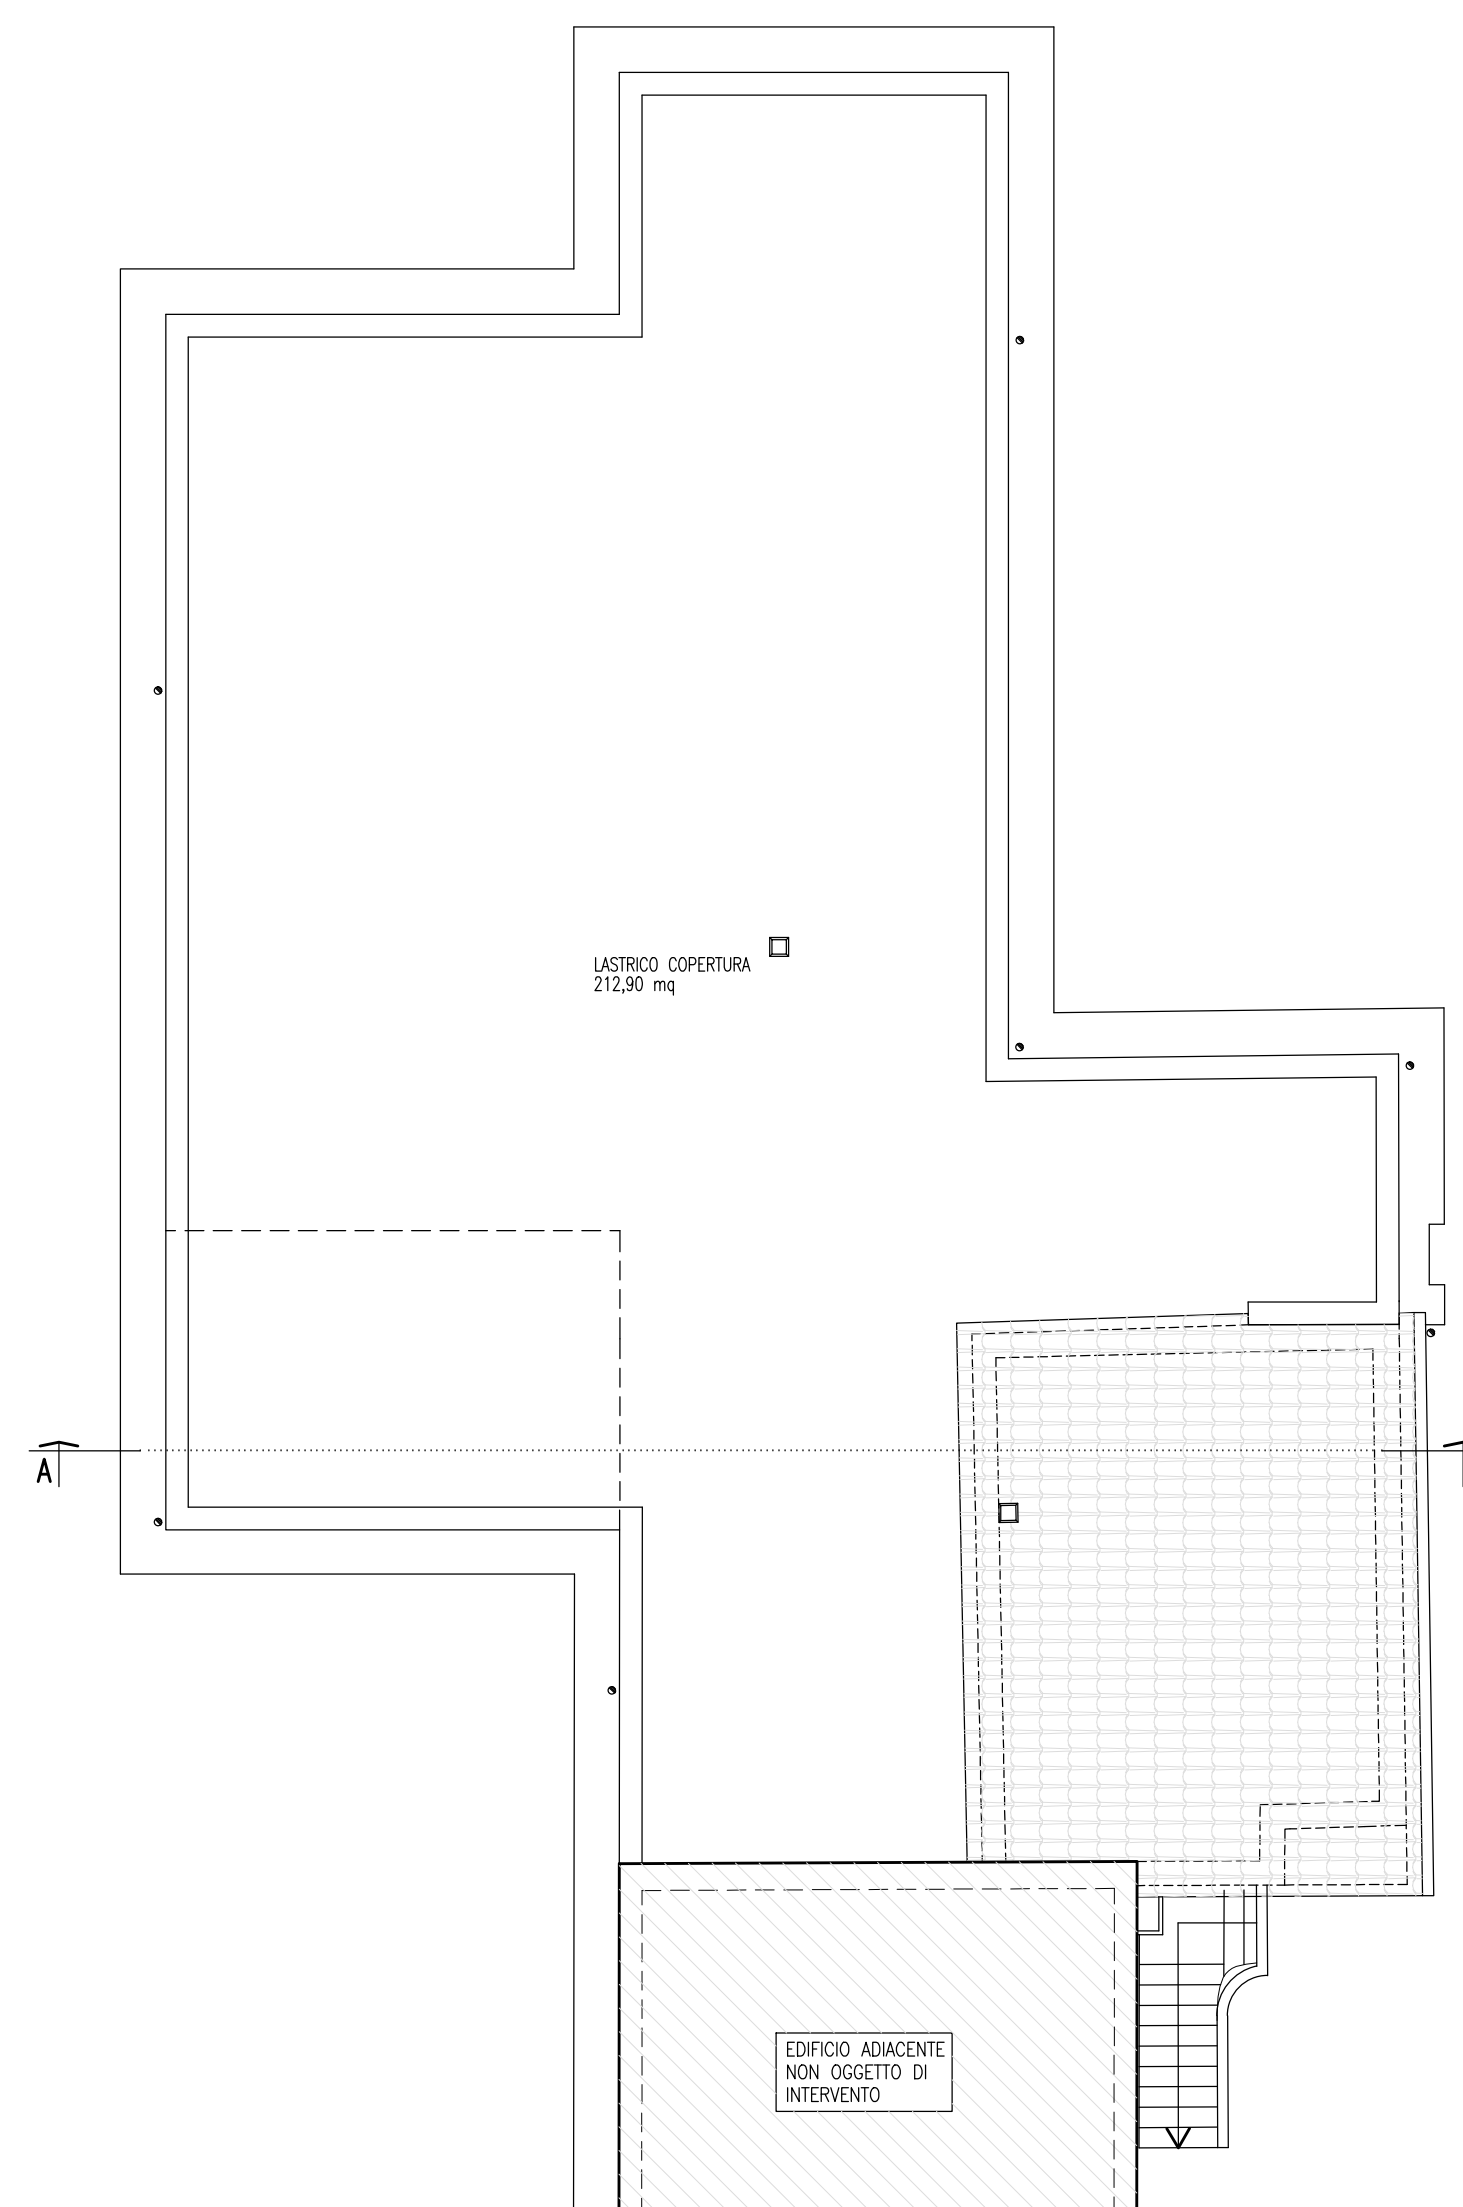 LASTRICO COPERTURA
212,90 mq
A
EDIFICIO ADIACENTE
NON OGGETTO DI
INTERVENTO